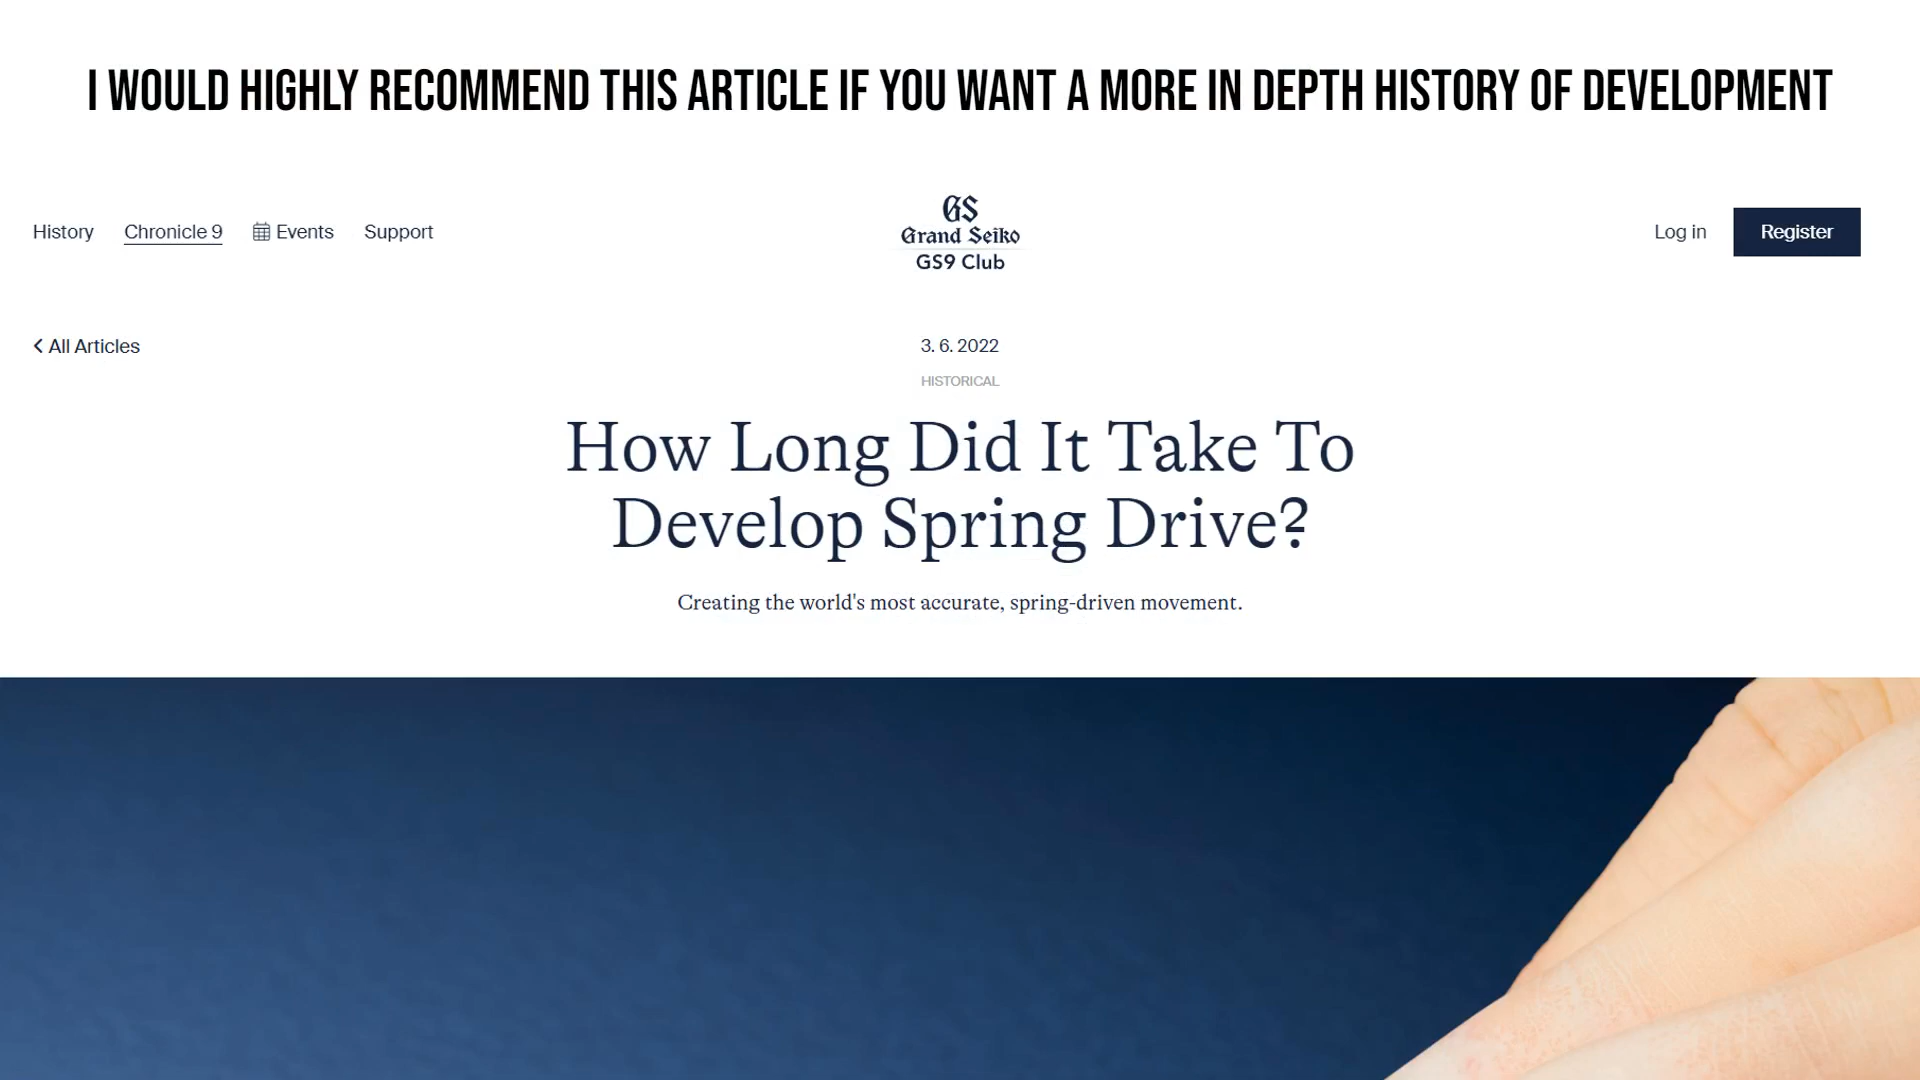 I WOULD HIGHLY RECOMMEND THIS ARTICLE IF YOU WANT A MORE IN DEPTH HISTORY OF DEVELOPMENT
History Chronicle 9 Events Support
GS
Grand Seiko
GS9 Club
Log in Register
All Articles
3. 6. 2022
HISTORICAL
How Long Did It Take To
Develop Spring Drive?
Creating the world's most accurate, spring-driven movement.